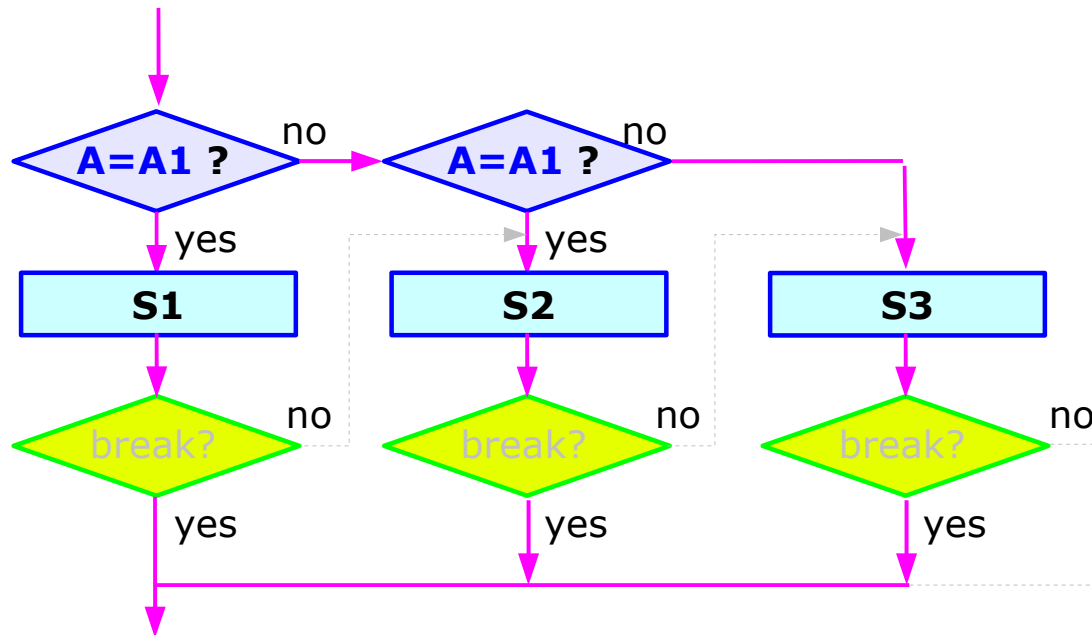 no
no
A=A1 ?
A=A1 ?
yes
yes
S1
S2
S3
no
no
no
break?
break?
break?
yes
yes
yes